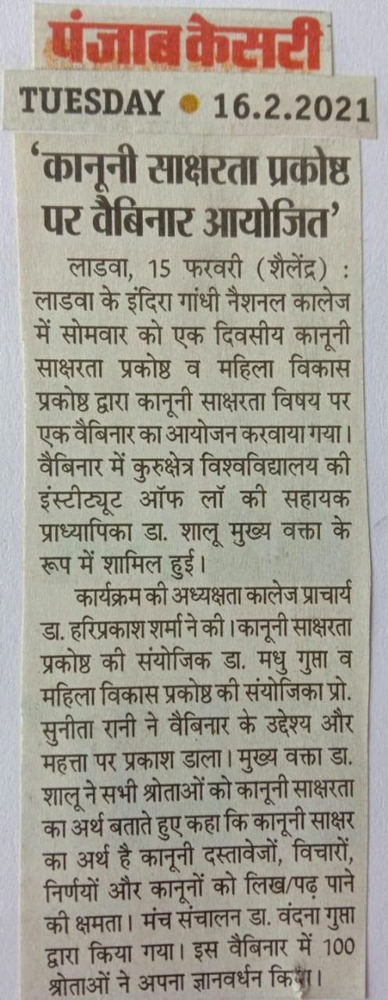 पंजाब केसरी
TUESDAY • 16.2.2021
‘कानूनी साक्षरता प्रकोष्ठ
पर वैबिनार आयोजित’
लाडवा, 15 फरवरी (शैलेंद्र) :
लाडवा के इंदिरा गांधी नैशनल कालेज
में सोमवार को एक दिवसीय कानूनी
साक्षरता प्रकोष्ठ व महिला विकास
प्रकोष्ठ द्वारा कानूनी साक्षरता विषय पर
एक वैबिनार का आयोजन करवाया गया।
वैबिनार में कुरुक्षेत्र विश्वविद्यालय की
इंस्टीट्यूट ऑफ लॉ की सहायक
प्राध्यापिका डा. शालू मुख्य वक्ता के
रूप में शामिल हुई।
कार्यक्रम की अध्यक्षता कालेज प्राचार्य
डा. हरिप्रकाश शर्मा ने की। कानूनी साक्षरता
प्रकोष्ठ की संयोजिक डा. मधु गुप्ता व
महिला विकास प्रकोष्ठ की संयोजिका प्रो.
सुनीता रानी ने वैबिनार के उद्देश्य और
महत्ता पर प्रकाश डाला। मुख्य वक्ता डा.
शालू ने सभी श्रोताओं को कानूनी साक्षरता
का अर्थ बताते हुए कहा कि कानूनी साक्षर
का अर्थ है कानूनी दस्तावेजों, विचारों,
निर्णयों और कानूनों को लिख/पढ़ पाने
की क्षमता। मंच संचालन डा. वंदना गुप्ता
द्वारा किया गया। इस वैबिनार में 100
श्रोताओं ने अपना ज्ञानवर्धन किया।